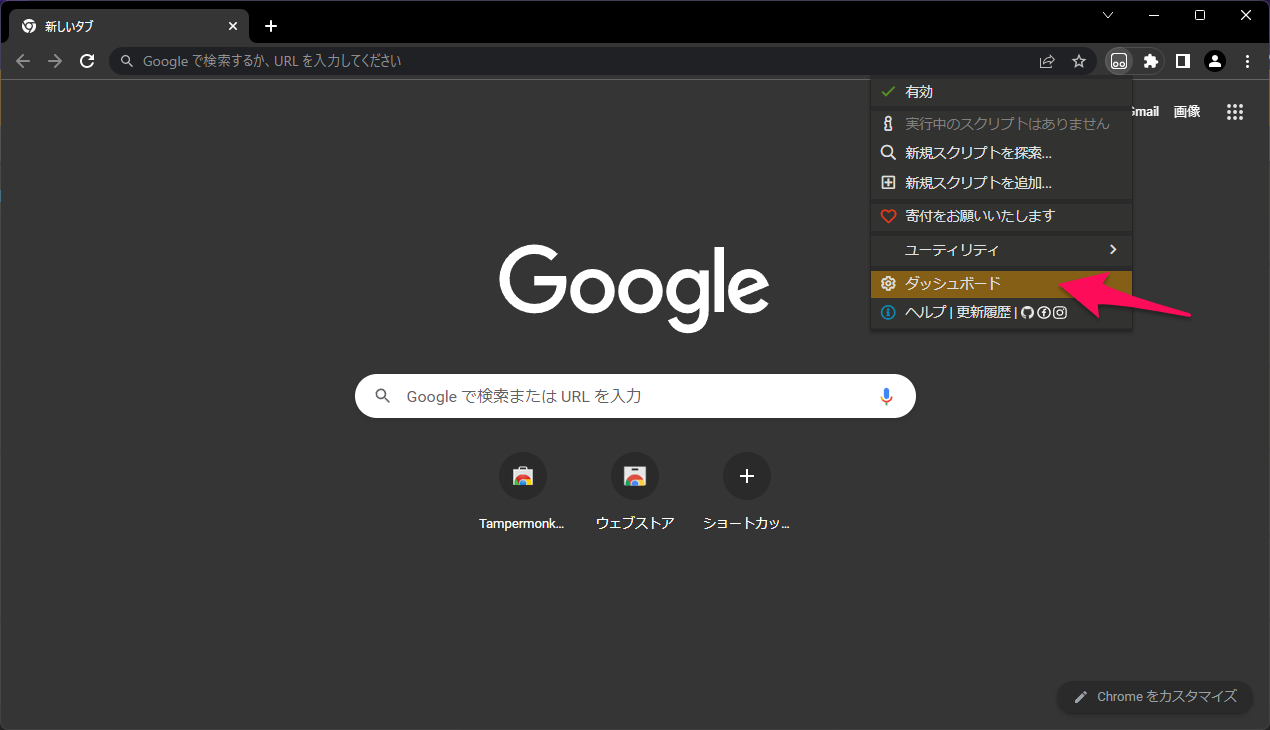 新しいタブ
Google で検索するか、URL を入力してください
有効
実行中のスクリプトはありません
新規スクリプトを探索...
新規スクリプトを追加...
寄付をお願いいたします
ユーティリティ
ダッシュボード
ヘルプ | 更新履歴 |
Gmail 画像
Google
Google で検索または URL を入力
Tampermonk... ウェブストア ショートカッ...
Chrome をカスタマイズ